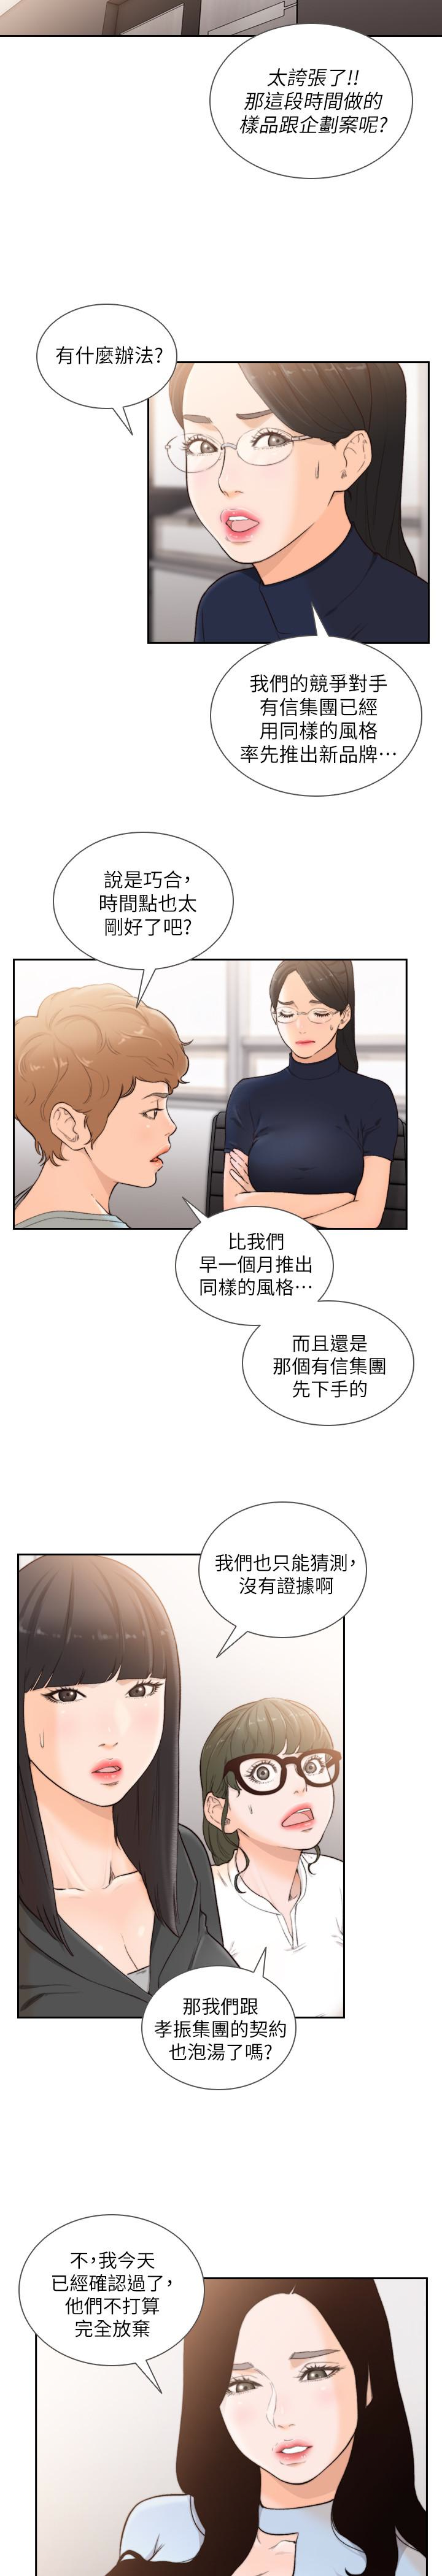 太誇張了!!
那這段時間做的
樣品跟企劃案呢?
有什麼辦法?
我們的競爭對手
有信集團已經
用同樣的風格
率先推出新品牌…
說是巧合，
時間點也太
剛好了吧?
比我們
早一個月推出
同樣的風格…
而且還是
那個有信集團
先下手的
我們也只能猜測，
沒有證據啊
那我們跟
孝振集團的契約
也泡湯了嗎?
不，我今天
已經確認過了，
他們不打算
完全放棄